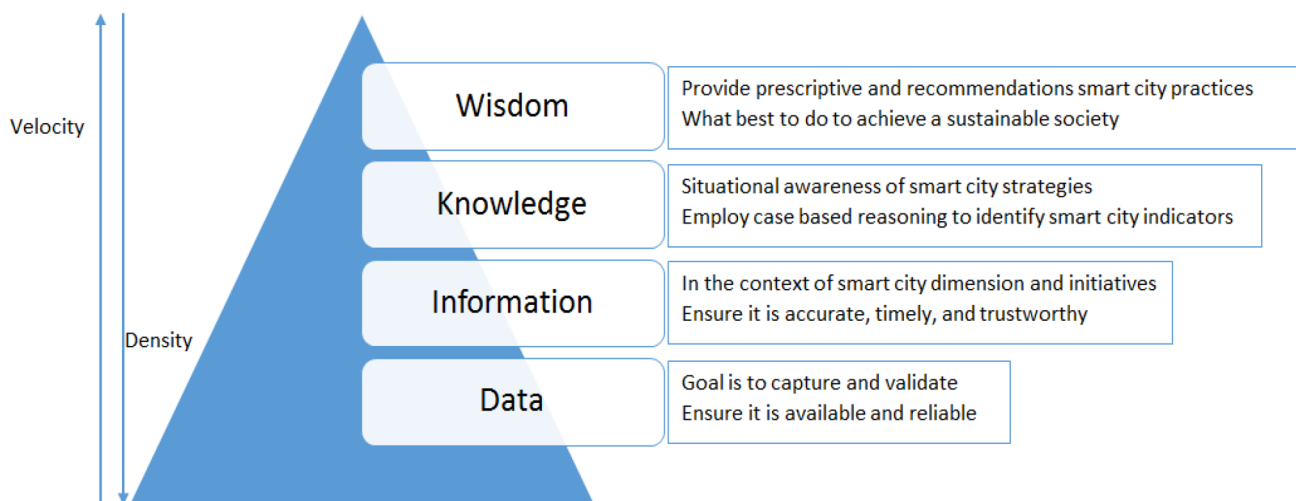 Velocity
Density
Wisdom
Provide prescriptive and recommendations smart city practices
What best to do to achieve a sustainable society
Knowledge
Situational awareness of smart city strategies
Employ case based reasoning to identify smart city indicators
Information
In the context of smart city dimension and initiatives
Ensure it is accurate, timely, and trustworthy
Data
Goal is to capture and validate
Ensure it is available and reliable